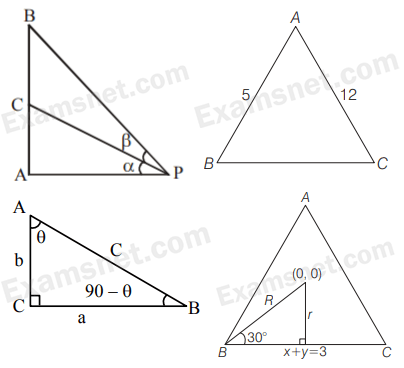 B
C
β
α
A
P
Examsnet.com
A
5
12
B
C
Examsnet.com
A
θ
C
b
90 – θ
C
B
a
Examsnet.com
A
(0, 0)
R
r
30°
B
x+y=3
C
Examsnet.com